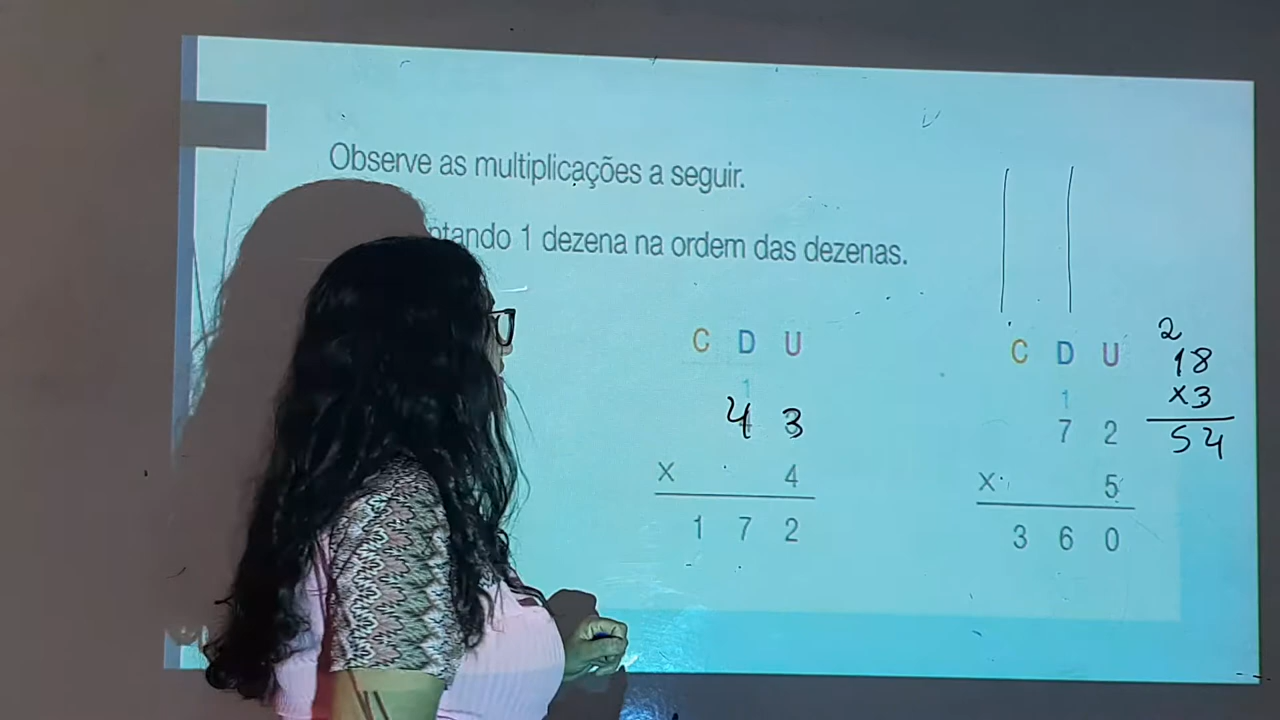 Observe as multiplicações a seguir.
ntando 1 dezena na ordem das dezenas.
C D U
1
4 3
X 4
1 7 2
C D U
1
7 2
X 5
3 6 0
2
18
x3
54